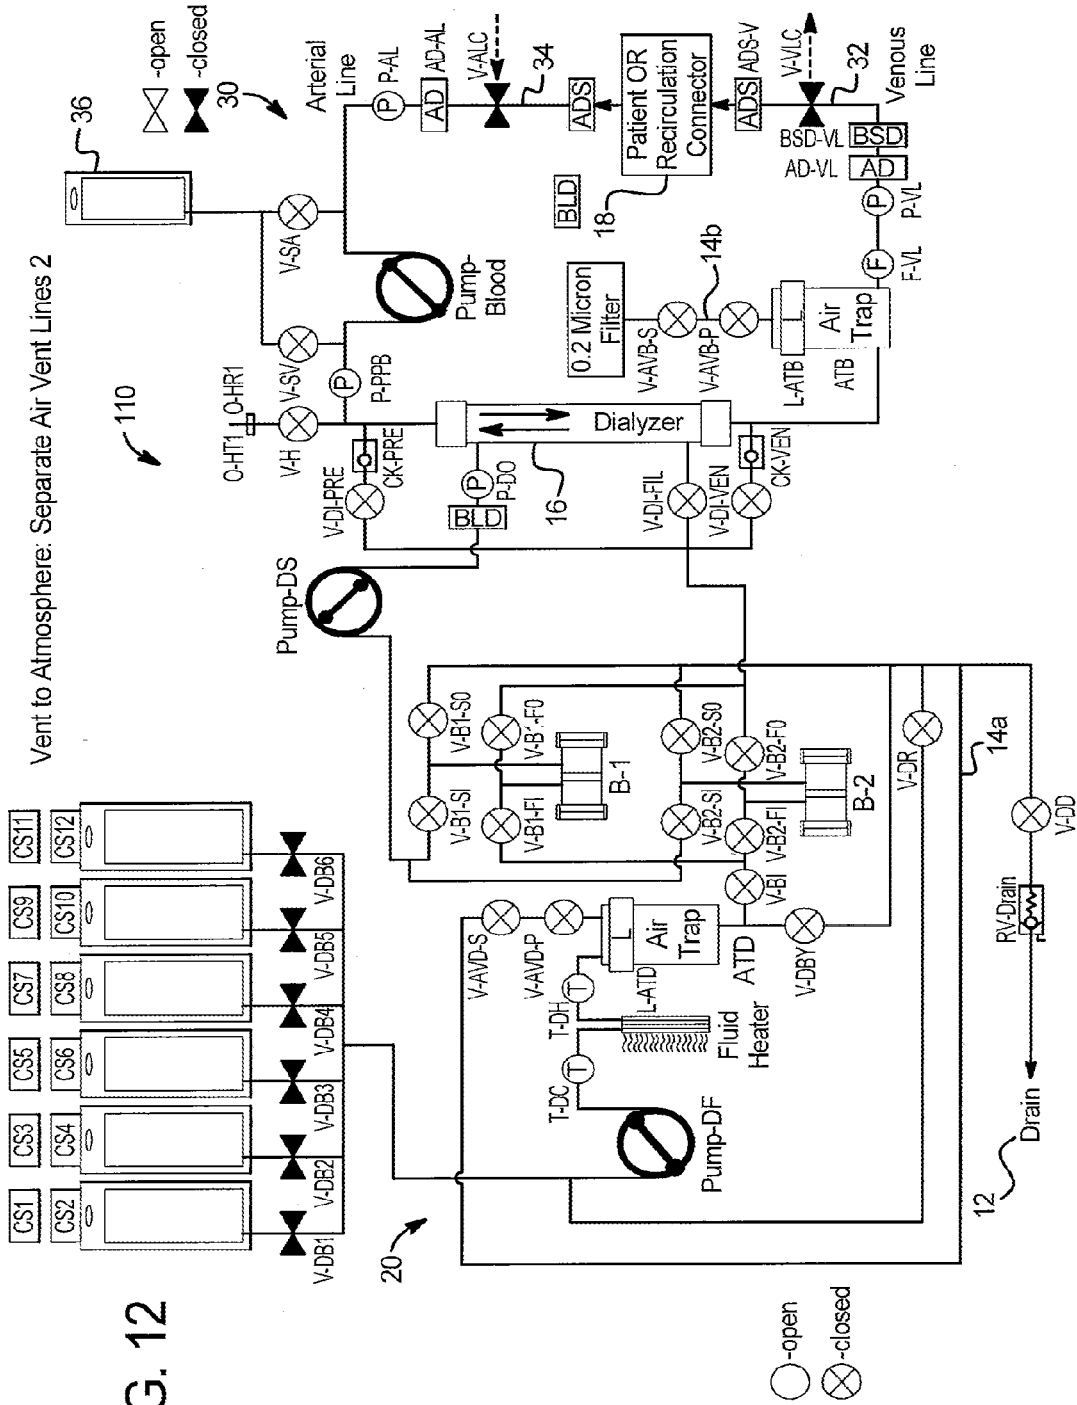 G. 12
Vent to Atmosphere: Separate Air Vent Lines 2
110
-open
-closed
30
36
CS1
CS2
CS3
CS4
CS5
CS6
CS7
CS8
CS9
CS10
CS11
CS12
V-DB1
V-DB2
V-DB3
V-DB4
V-DB5
V-DB6
20
Pump-DS
Pump-DF
T-DC
T
T-DH
T
Fluid
Heater
L-ATD
L
Air
Trap
ATD
V-AVD-S
V-AVD-P
V-DBY
V-BI
V-B1-SI
V-B1-S0
V-B1-FI
V-B1-F0
B-1
V-B2-SI
V-B2-S0
V-B2-FI
V-B2-F0
B-2
V-DR
14a
V-DD
RV-Drain
Drain
12
O-HT1
O-HR1
V-H
V-SV
V-SA
P
P-PPB
Pump-
Blood
V-DI-PRE
CK-PRE
BLD
P
P-DO
16
Dialyzer
V-DI-FIL
V-DI-VEN
CK-VEN
Arterial
Line
P
P-AL
AD
AD-AL
V-ALC
34
ADS
BLD
Patient OR
Recirculation
Connector
18
ADS
ADS-V
V-VLC
32
Venous
Line
BSD-VL
BSD
AD-VL
AD
P
P-VL
F
F-VL
0.2 Micron
Filter
V-AVB-S
V-AVB-P
14b
L-ATB
L
Air
Trap
ATB
-open
-closed